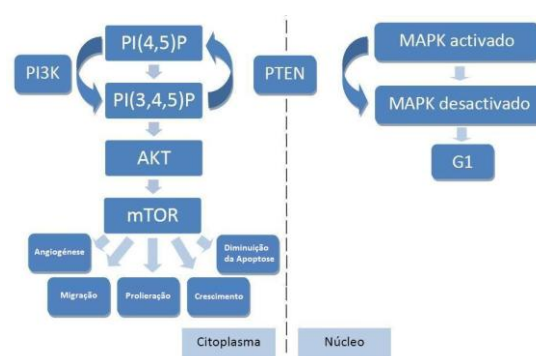 PI(4,5)P
PI3K
PI(3,4,5)P
PTEN
MAPK activado
MAPK desactivado
G1
AKT
mTOR
Angiogénese
Diminuição
da Apoptose
Migração
Prolieração
Crescimento
Citoplasma
Núcleo